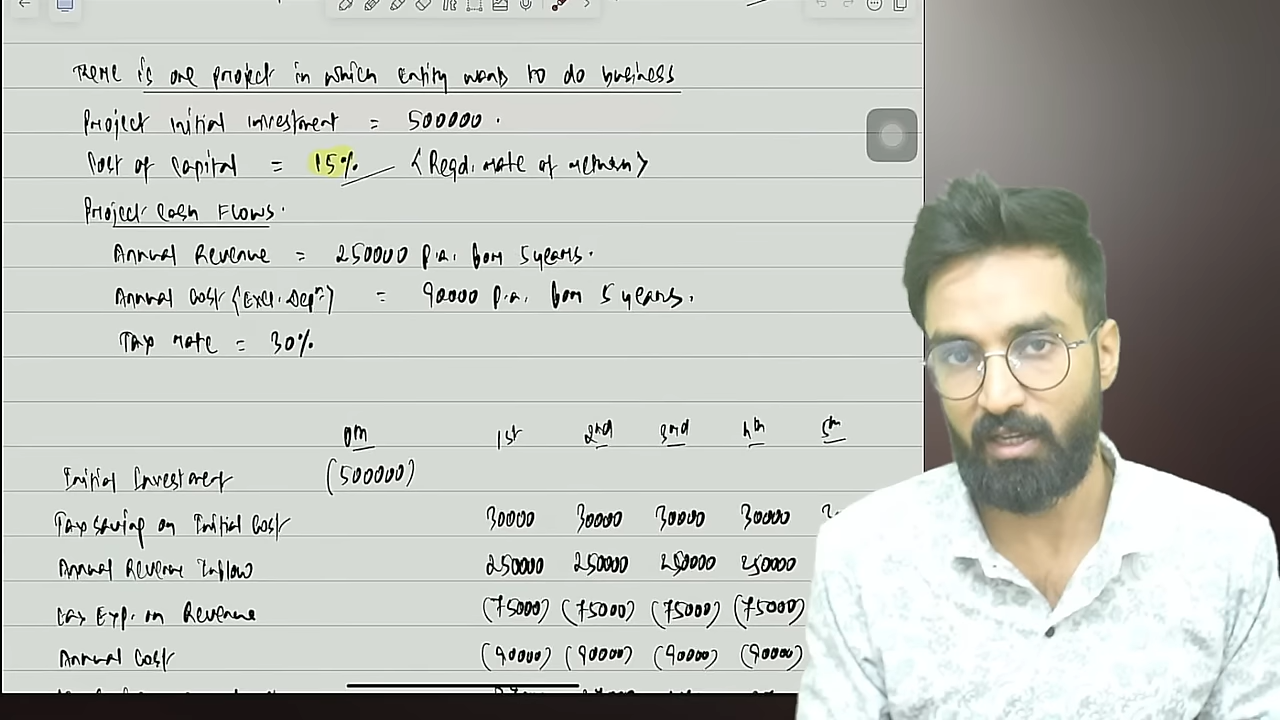 There is one project in which entity wants to do business
Project initial investment = 500000.
Cost of capital = 15% <Reqd. rate of return>
Project Cash Flows.
Annual Revenue = 250000 p.a. for 5 years.
Annual Cost {Excl. Depn} = 90000 p.a. for 5 years.
Tax rate = 30%
0th 1st 2nd 3rd 4th 5th
Initial Investment (500000)
Tax saving on Initial Cost 30000 30000 30000 30000
Annual Revenue Inflow 250000 250000 250000 250000
Tax Exp. on Revenue (75000) (75000) (75000) (75000)
Annual Cost (90000) (90000) (90000) (90000)